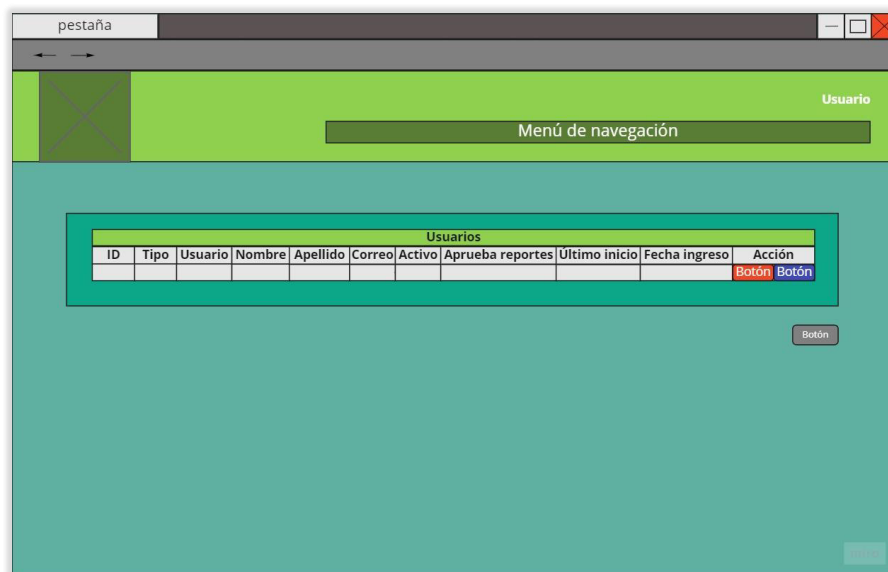 pestaña
Usuario
Menú de navegación
Usuarios
ID Tipo Usuario Nombre Apellido Correo Activo Aprueba reportes Último inicio Fecha ingreso Acción
Botón Botón
Botón